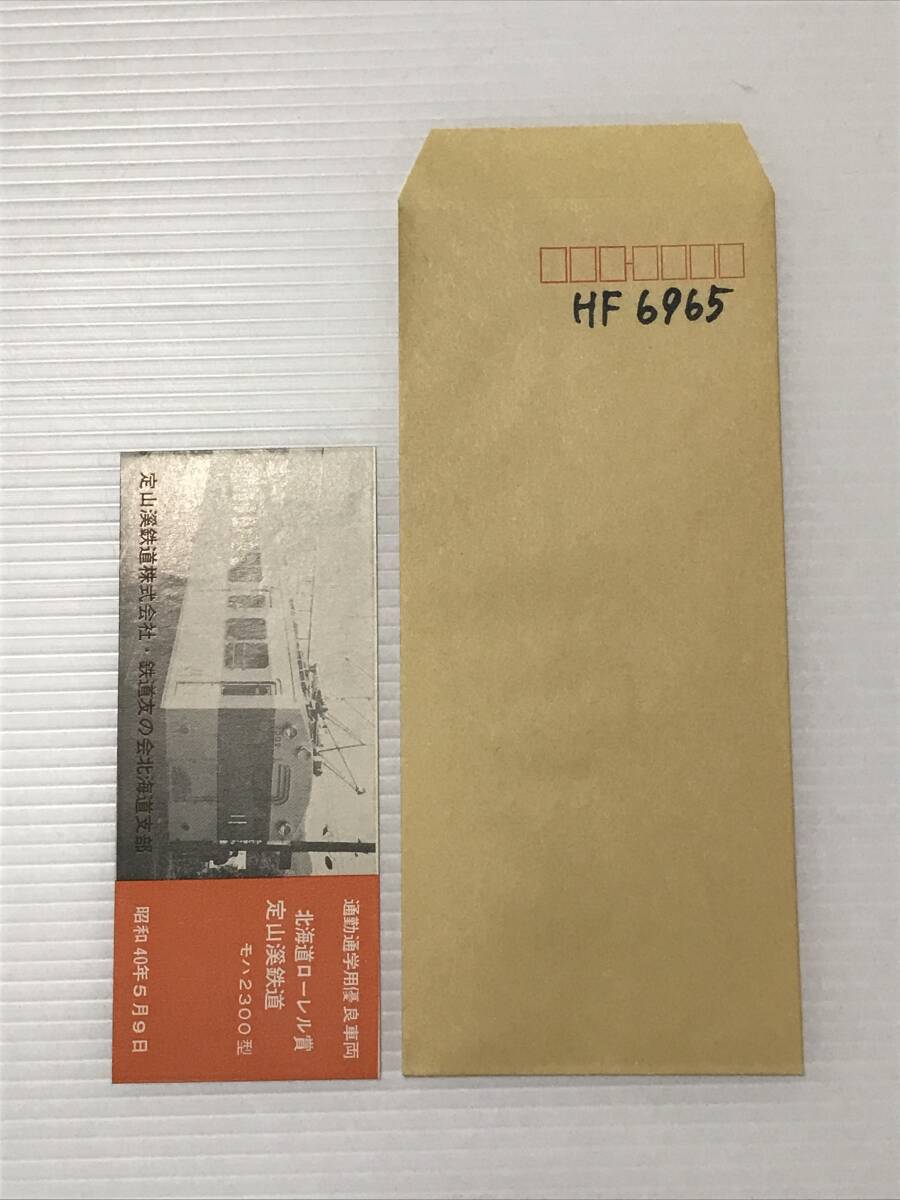 HF 6965
定山溪鉄道株式会社・鉄道友の会北海道支部
通勤通学用優良車両
北海道ローレル賞
定山溪鉄道
モハ2300型
昭和40年5月9日